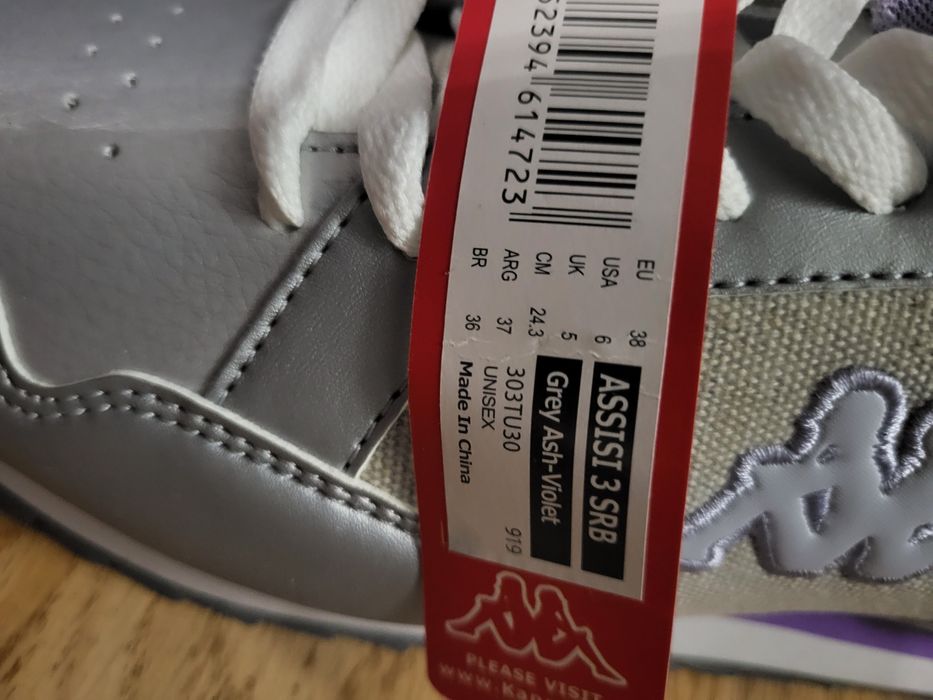 62394 614723
EU 38
USA 6
UK 5
CM 24.3
ARG 37
BR 36
ASSISI 3 SRB
Grey Ash-Violet
303TU30 919
UNISEX
Made In China
PLEASE VISIT